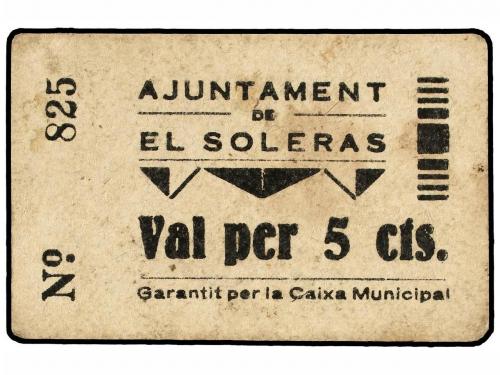 Nº 825
AJUNTAMENT
DE
EL SOLERAS
Val per 5 cts.
Garantit per la Caixa Municipal